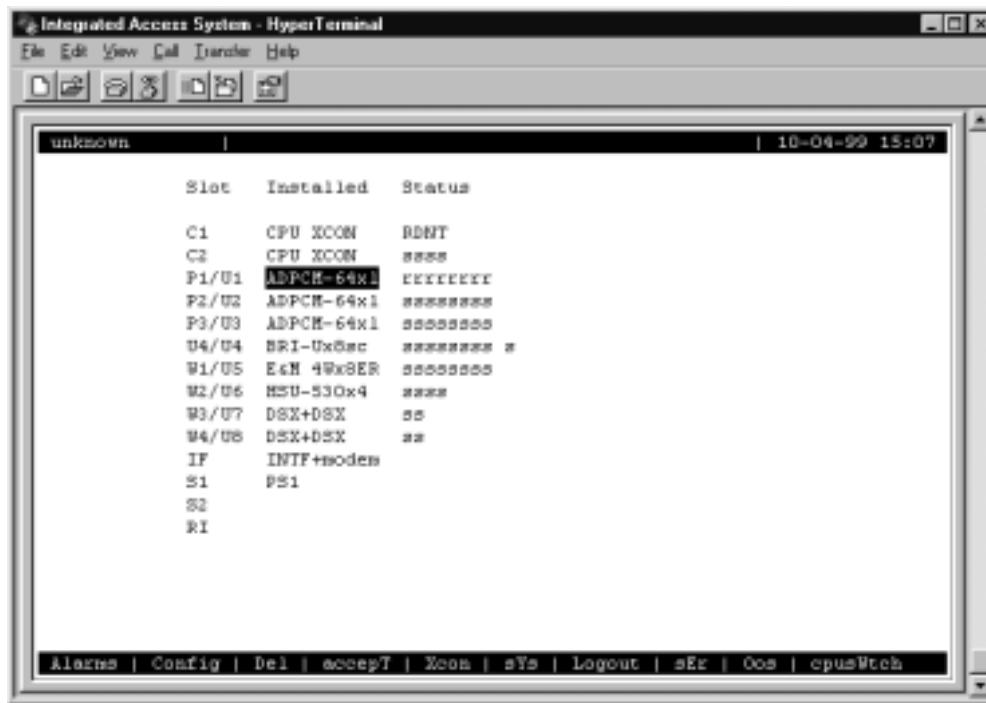 Integrated Access System - HyperTerminal
File Edit View Call Transfer Help
unknown | | 10-04-99 15:07
Slot Installed Status
C1 CPU XCON RDNT
C2 CPU XCON ssss
P1/U1 ADPCM-64x1 rrrrrrrr
P2/U2 ADPCM-64x1 ssssssss
P3/U3 ADPCM-64x1 ssssssss
U4/U4 BRI-Ux8sc ssssssss s
W1/U5 E&M 4Wx8ER ssssssss
W2/U6 HSU-530x4 ssss
W3/U7 DSX+DSX ss
W4/U8 DSX+DSX ss
IF INTF+modem
S1 PS1
S2
RI
Alarms | Config | Del | accepT | Xcon | sYs | Logout | sEr | Oos | cpusWtch